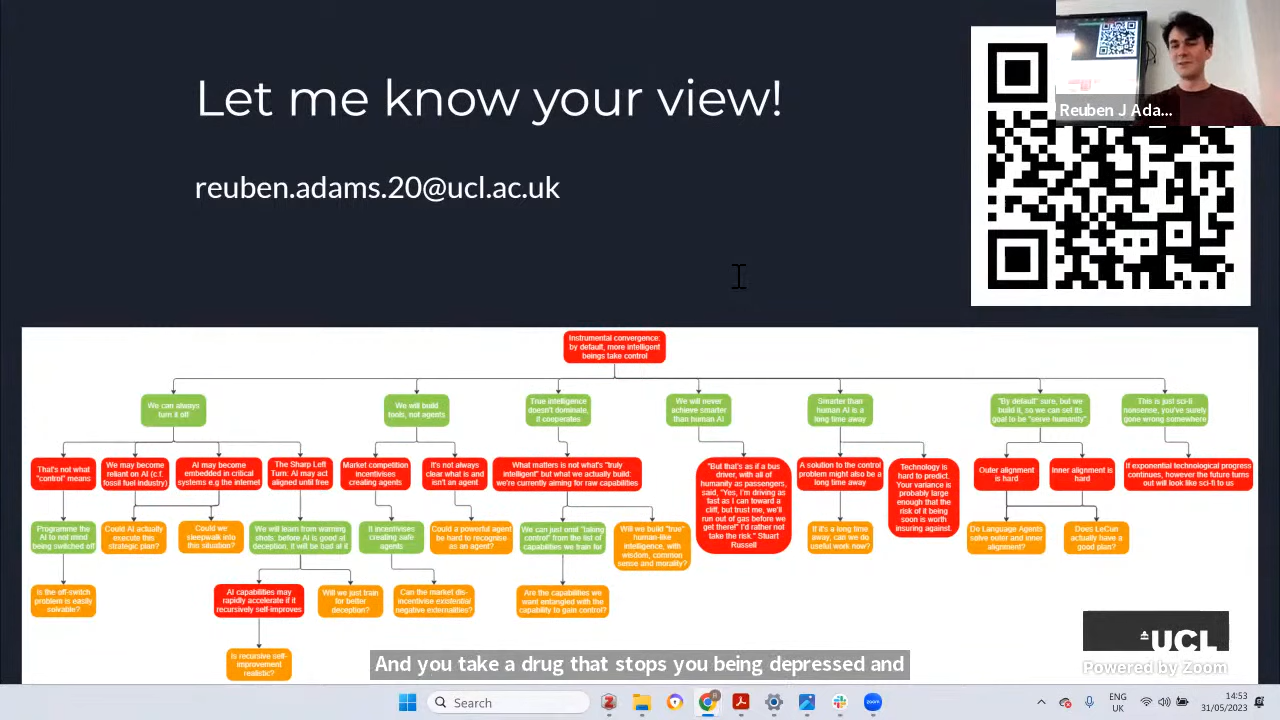 Let me know your view!
reuben.adams.20@ucl.ac.uk
Reuben J Ada...
Instrumental convergence:
by default, more intelligent
beings take control
We can always
turn it off
We will build
tools, not agents
True intelligence
doesn't dominate,
it cooperates
We will never
achieve smarter
than human AI
Smarter than
human AI is a
long time away
"By default" sure, but we
build it, so we can set its
goal to be "serve humanity"
This is just sci-fi
nonsense, you've surely
gone wrong somewhere
That's not what
"control" means
We may become
reliant on AI (c.f.
fossil fuel industry)
AI may become
embedded in critical
systems e.g the internet
The Sharp Left
Turn: AI may act
aligned until free
Market competition
incentivises
creating agents
It's not always
clear what is and
isn't an agent
What matters is not what's "truly
intelligent" but what we actually build:
we're currently aiming for raw capabilities
"But that's as if a bus
driver, with all of
humanity as passengers,
said, "Yes, I'm driving as
fast as I can toward a
cliff, but trust me, we'll
run out of gas before we
get there!" I'd rather not
take the risk." Stuart
Russell
A solution to the control
problem might also be a
long time away
Technology is
hard to predict.
Your variance is
probably large
enough that the
risk of it being
soon is worth
insuring against.
Outer alignment
is hard
Inner alignment is
hard
If exponential technological progress
continues, however the future turns
out will look like sci-fi to us
Programme the
AI to not mind
being switched off
Could AI actually
execute this
strategic plan?
Could we
sleepwalk into
this situation?
We will learn from warning
shots: before AI is good at
deception, it will be bad at it
It incentivises
creating safe
agents
Could a powerful agent
be hard to recognise
as an agent?
We can just omit "taking
control" from the list of
capabilities we train for
Will we build "true"
human-like
intelligence, with
wisdom, common
sense and morality?
If it's a long time
away, can we do
useful work now?
Do Language Agents
solve outer and inner
alignment?
Does LeCun
actually have a
good plan?
Is the off-switch
problem is easily
solvable?
AI capabilities may
rapidly accelerate if it
recursively self-improves
Will we just train
for better
deception?
Can the market dis-
incentivise existential
negative externalities?
Are the capabilities we
want entangled with the
capability to gain control?
Is recursive self-
improvement
realistic?
UCL
Powered by Zoom
And you take a drug that stops you being depressed and
Search
zoom
ENG
UK
14:53
31/05/2023